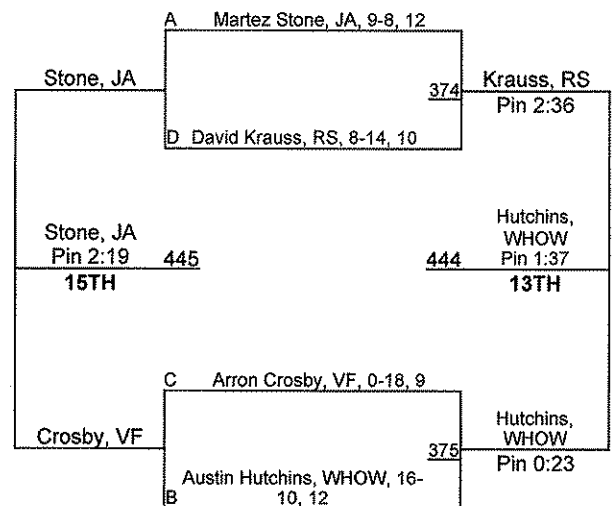 A Martez Stone, JA, 9-8, 12
Stone, JA
374
Krauss, RS
Pin 2:36
D David Krauss, RS, 8-14, 10
Stone, JA
Pin 2:19
445
15TH
Hutchins,
WHOW
444
Pin 1:37
13TH
C Arron Crosby, VF, 0-18, 9
Crosby, VF
375
Hutchins,
WHOW
Pin 0:23
Austin Hutchins, WHOW, 16-
B 10, 12